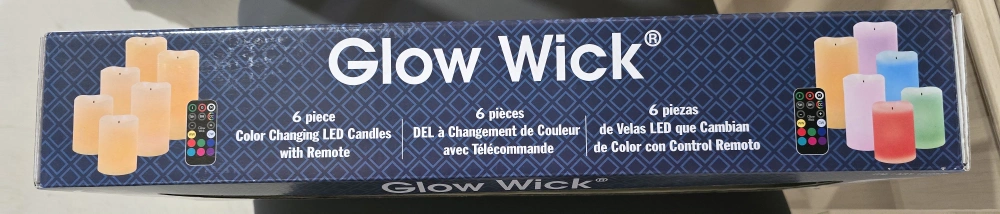 Glow Wick®
6 piece
Color Changing LED Candles
with Remote
6 pièces
DEL à Changement de Couleur
avec Télécommande
6 piezas
de Velas LED que Cambian
de Color con Control Remoto
Glow Wick®